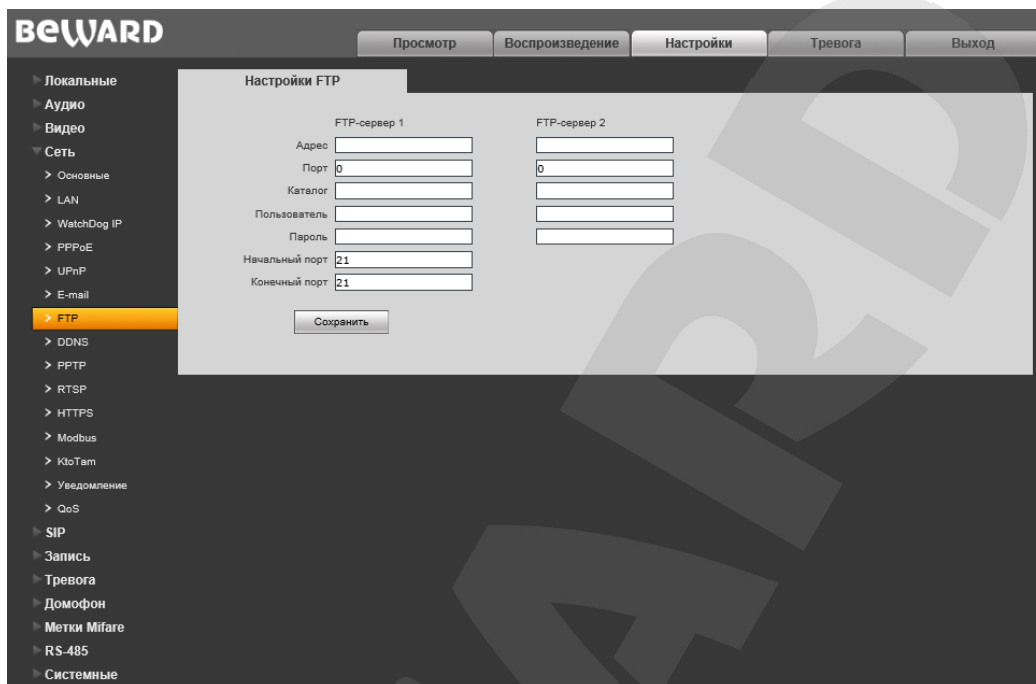 BEWARD
Просмотр
Воспроизведение
Настройки
Тревога
Выход
Локальные
Аудио
Видео
Сеть
Основные
LAN
WatchDog IP
PPPoE
UPnP
E-mail
FTP
DDNS
PPTP
RTSP
HTTPS
Modbus
KtoTam
Уведомление
QoS
SIP
Запись
Тревога
Домофон
Метки Mifare
RS-485
Системные
Настройки FTP
FTP-сервер 1 FTP-сервер 2
Адрес
Порт 0 0
Каталог
Пользователь
Пароль
Начальный порт 21
Конечный порт 21
Сохранить